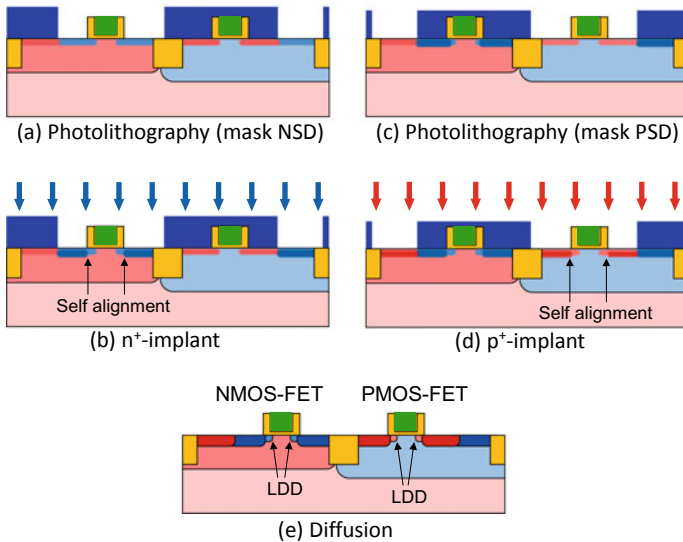 (a) Photolithography (mask NSD)
(c) Photolithography (mask PSD)
Self alignment
(b) n⁺-implant
Self alignment
(d) p⁺-implant
NMOS-FET
PMOS-FET
LDD
LDD
(e) Diffusion